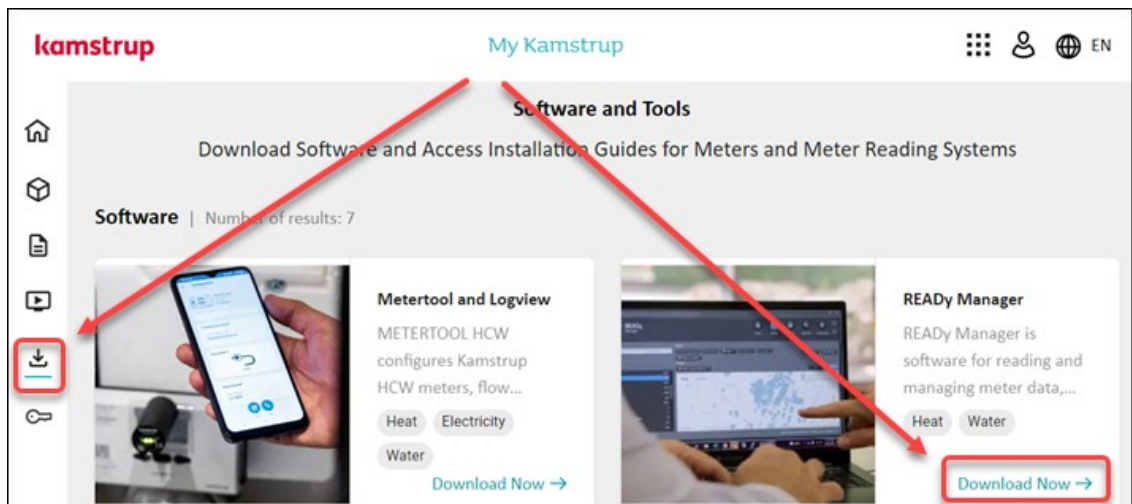 kamstrup
My Kamstrup
EN
Software and Tools
Download Software and Access Installation Guides for Meters and Meter Reading Systems
Software | Number of results: 7
Metertool and Logview
METERTOOL HCW
configures Kamstrup
HCW meters, flow...
Heat Electricity
Water
Download Now →
READy Manager
READy Manager is
software for reading and
managing meter data,...
Heat Water
Download Now →